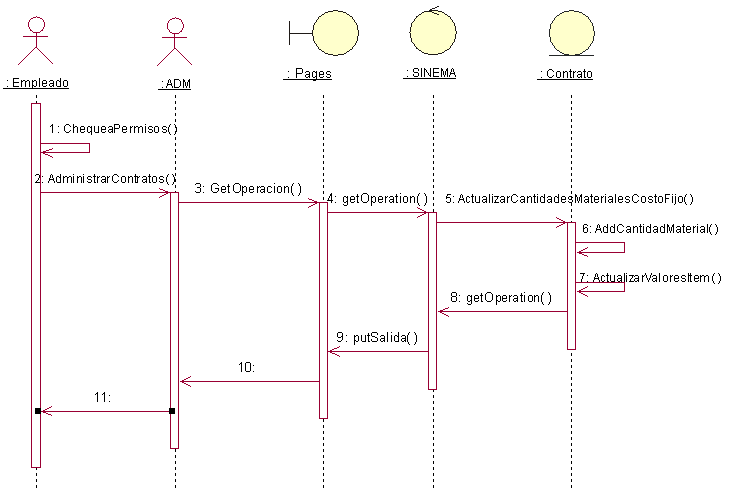 : Empleado
: ADM
: Pages
: SINEMA
: Contrato
1: ChequeaPermisos()
2: AdministrarContratos()
3: GetOperacion()
4: getOperation()
5: ActualizarCantidadesMaterialesCostoFijo()
6: AddCantidadMaterial()
7: ActualizarValoresItem()
8: getOperation()
9: putSalida()
10:
11: